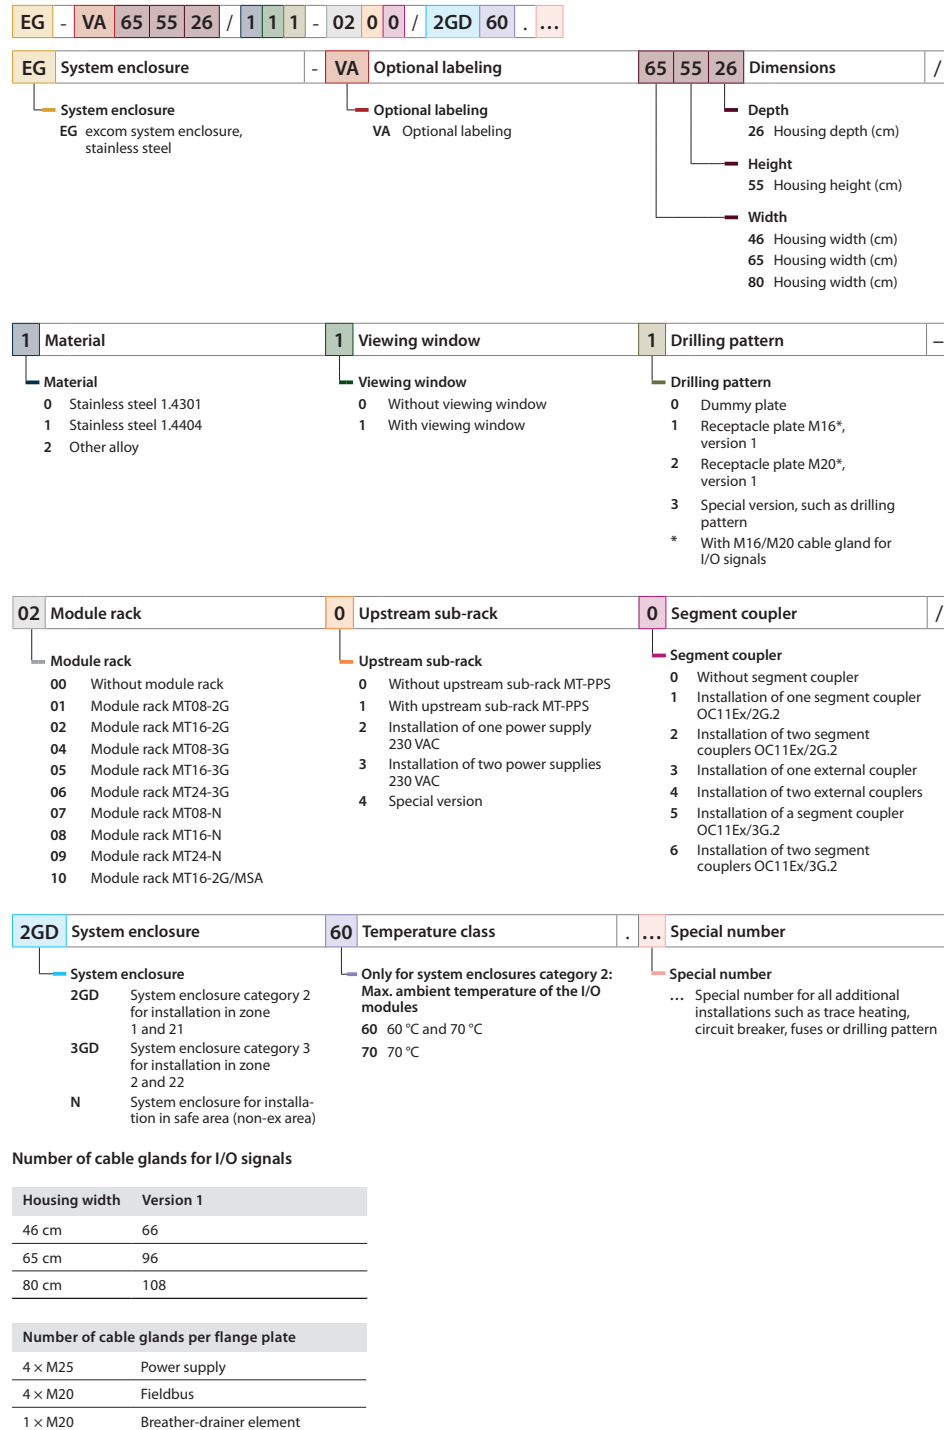 EG - VA 65 55 26 / 1 1 1 - 02 0 0 / 2GD 60 . ...
EG System enclosure - VA Optional labeling 65 55 26 Dimensions /
System enclosure
EG excom system enclosure,
stainless steel
Optional labeling
VA Optional labeling
Depth
26 Housing depth (cm)
Height
55 Housing height (cm)
Width
46 Housing width (cm)
65 Housing width (cm)
80 Housing width (cm)
1 Material 1 Viewing window 1 Drilling pattern –
Material
0 Stainless steel 1.4301
1 Stainless steel 1.4404
2 Other alloy
Viewing window
0 Without viewing window
1 With viewing window
Drilling pattern
0 Dummy plate
1 Receptacle plate M16*,
version 1
2 Receptacle plate M20*,
version 1
3 Special version, such as drilling
pattern
* With M16/M20 cable gland for
I/O signals
02 Module rack 0 Upstream sub-rack 0 Segment coupler /
Module rack
00 Without module rack
01 Module rack MT08-2G
02 Module rack MT16-2G
04 Module rack MT08-3G
05 Module rack MT16-3G
06 Module rack MT24-3G
07 Module rack MT08-N
08 Module rack MT16-N
09 Module rack MT24-N
10 Module rack MT16-2G/MSA
Upstream sub-rack
0 Without upstream sub-rack MT-PPS
1 With upstream sub-rack MT-PPS
2 Installation of one power supply
230 VAC
3 Installation of two power supplies
230 VAC
4 Special version
Segment coupler
0 Without segment coupler
1 Installation of one segment coupler
OC11Ex/2G.2
2 Installation of two segment
couplers OC11Ex/2G.2
3 Installation of one external coupler
4 Installation of two external couplers
5 Installation of a segment coupler
OC11Ex/3G.2
6 Installation of two segment
couplers OC11Ex/3G.2
2GD System enclosure 60 Temperature class . ... Special number
System enclosure
2GD System enclosure category 2
for installation in zone
1 and 21
3GD System enclosure category 3
for installation in zone
2 and 22
N System enclosure for installa-
tion in safe area (non-ex area)
Only for system enclosures category 2:
Max. ambient temperature of the I/O
modules
60 60 °C and 70 °C
70 70 °C
Special number
... Special number for all additional
installations such as trace heating,
circuit breaker, fuses or drilling pattern
Number of cable glands for I/O signals
Housing width Version 1
46 cm 66
65 cm 96
80 cm 108
Number of cable glands per flange plate
4 × M25 Power supply
4 × M20 Fieldbus
1 × M20 Breather-drainer element